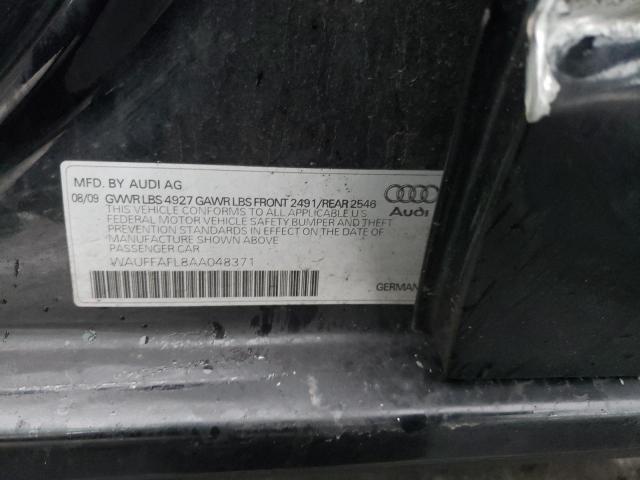 MFD. BY AUDI AG
08/09 GVWR LBS 4927 GAWR LBS FRONT 2491/REAR 2546
THIS VEHICLE CONFORMS TO ALL APPLICABLE U S
FEDERAL MOTOR VEHICLE SAFETY BUMPER AND THEFT
PREVENTION STANDARDS IN EFFECT ON THE DATE OF
MANUFACTURE SHOWN ABOVE
PASSENGER CAR
WAUFFAFL8AA048371
Audi
GERMAN